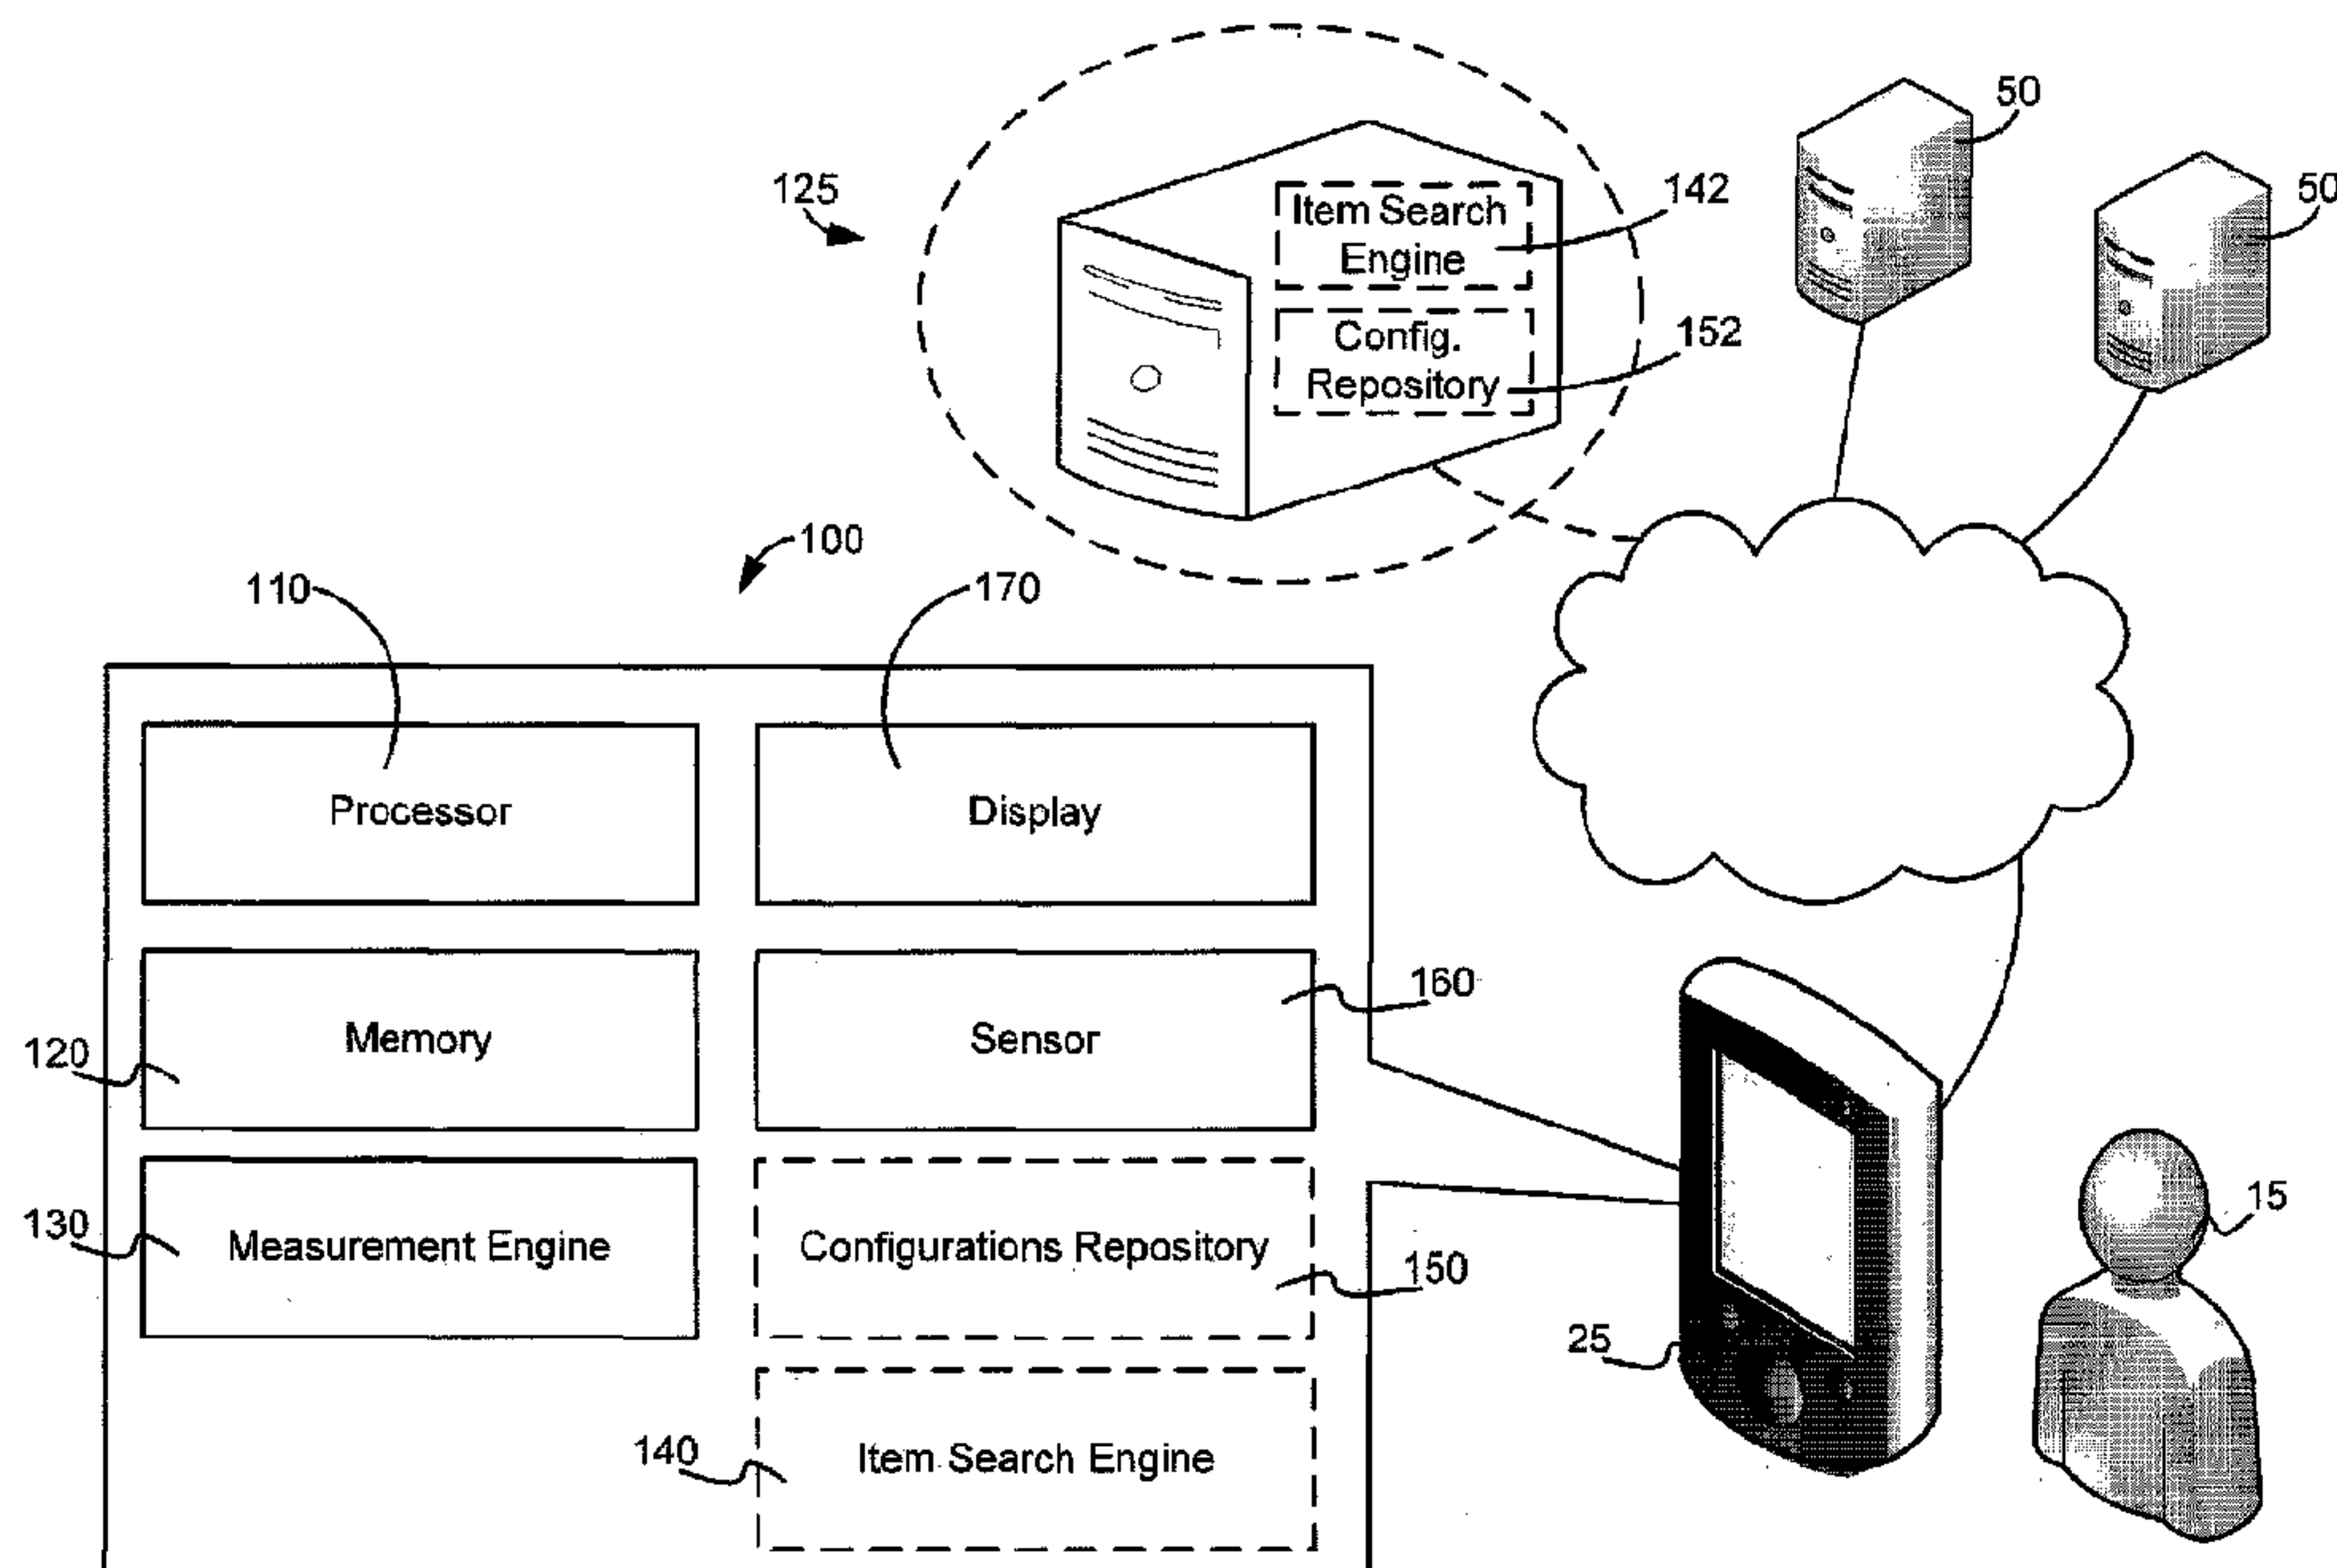 50
50
125
Item Search
Engine
142
Config.
Repository
152
100
110
170
Processor
Display
Memory
Sensor
160
120
130
Measurement Engine
Configurations Repository
150
15
25
140
Item Search Engine